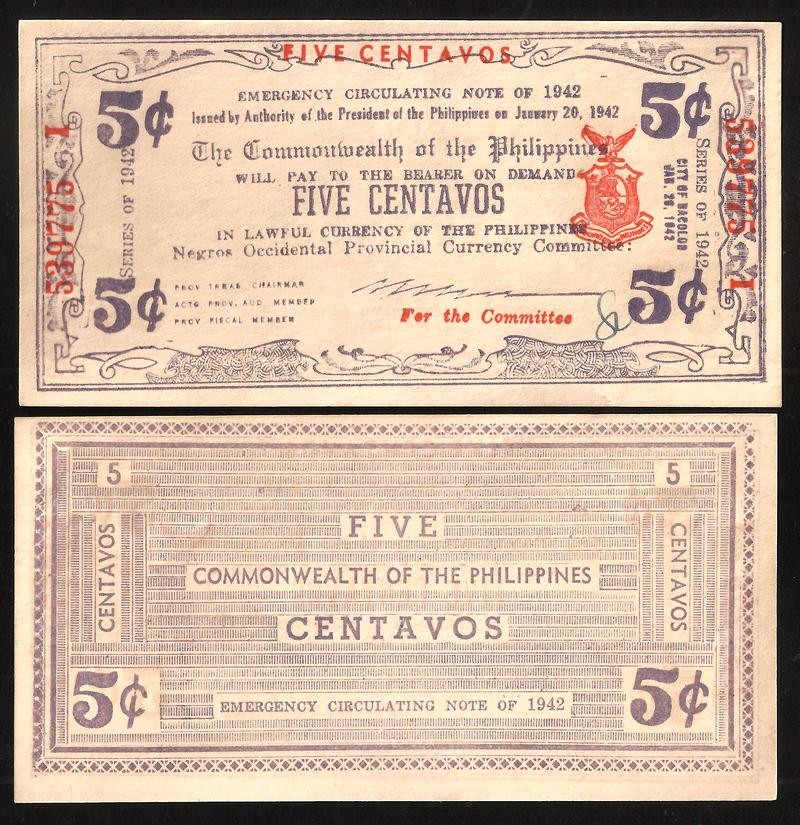 FIVE CENTAVOS
EMERGENCY CIRCULATING NOTE OF 1942
Issued by Authority of the President of the Philippines on January 20, 1942
5¢
5¢
The Commonwealth of the Philippines
WILL PAY TO THE BEARER ON DEMAND
FIVE CENTAVOS
IN LAWFUL CURRENCY OF THE PHILIPPINES
Negros Occidental Provincial Currency Committee:
SERIES OF 1942
SERIES OF 1942
CITY OF BACOLOD
JAN. 26, 1942
PROV TREAS. CHAIRMAN
ACTG PROV. AUD. MEMBER
PROV FISCAL MEMBER
For the Committee
5¢
5¢
5
5
FIVE
COMMONWEALTH OF THE PHILIPPINES
CENTAVOS
CENTAVOS
CENTAVOS
5¢
EMERGENCY CIRCULATING NOTE OF 1942
5¢